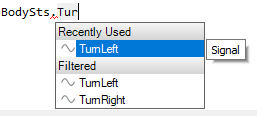 BodySts,Tur
Recently Used
TurnLeft
Signal
Filtered
TurnLeft
TurnRight